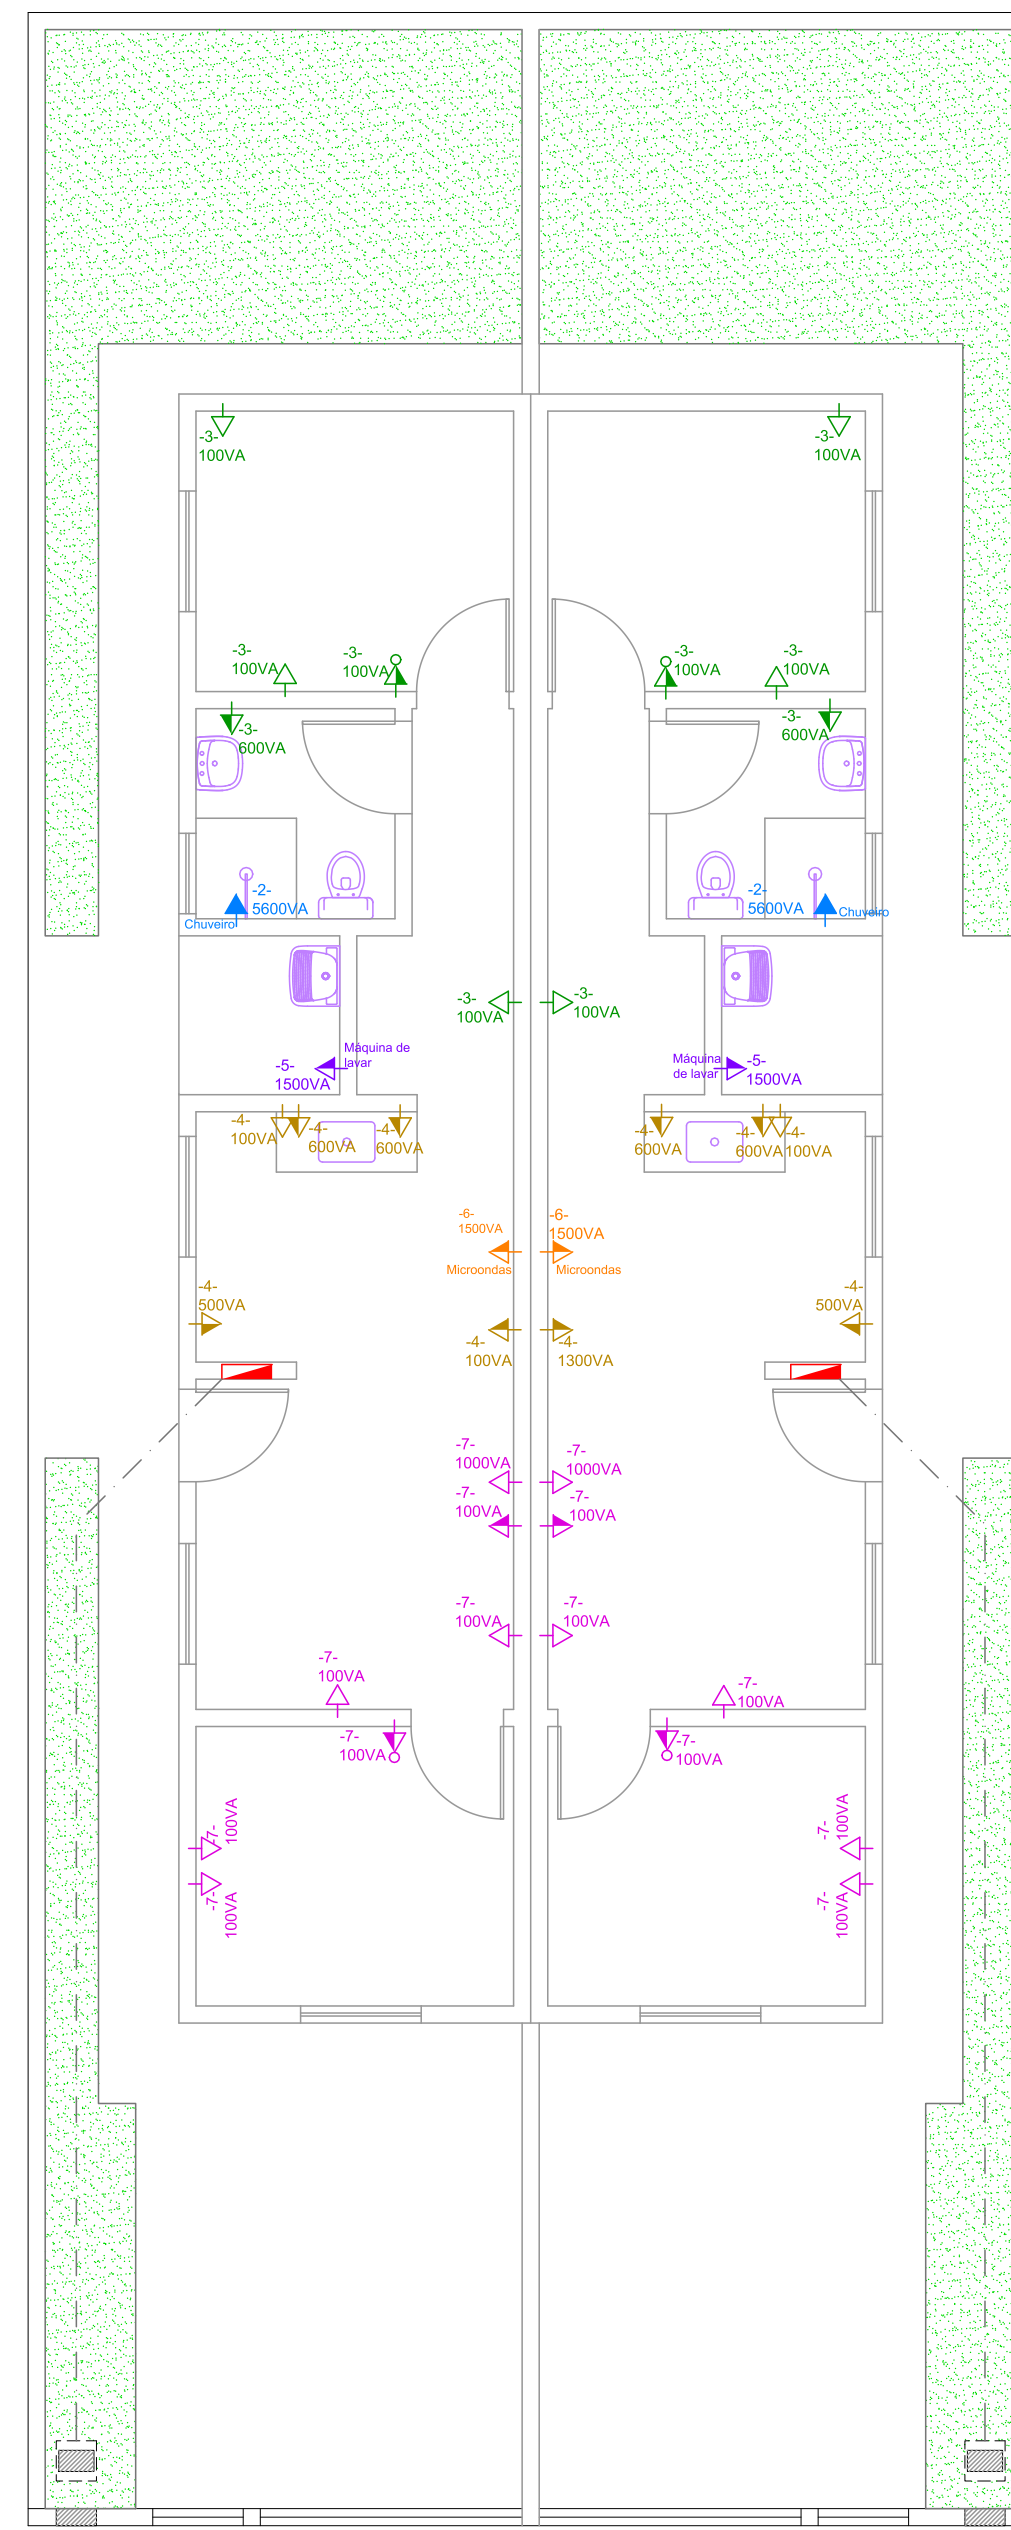 -3-
100VA
-3-
100VA
-3-
100VA
-3-
100VA
-3-
100VA
-3-
100VA
-3-
600VA
-3-
600VA
-2-
5600VA
Chuveiro
-2-
5600VA
Chuveiro
-3-
100VA
-3-
100VA
Máquina de
lavar
-5-
1500VA
Máquina
de lavar
-5-
1500VA
-4-
100VA
-4-
600VA
-4-
600VA
-4-
600VA
-4-
600VA
-4-
100VA
-6-
1500VA
Microondas
-6-
1500VA
Microondas
-4-
500VA
-4-
500VA
-4-
100VA
-4-
1300VA
-7-
1000VA
-7-
1000VA
-7-
100VA
-7-
100VA
-7-
100VA
-7-
100VA
-7-
100VA
-7-
100VA
-7-
100VA
-7-
100VA
-7-
100VA
-7-
100VA
-7-
100VA
-7-
100VA